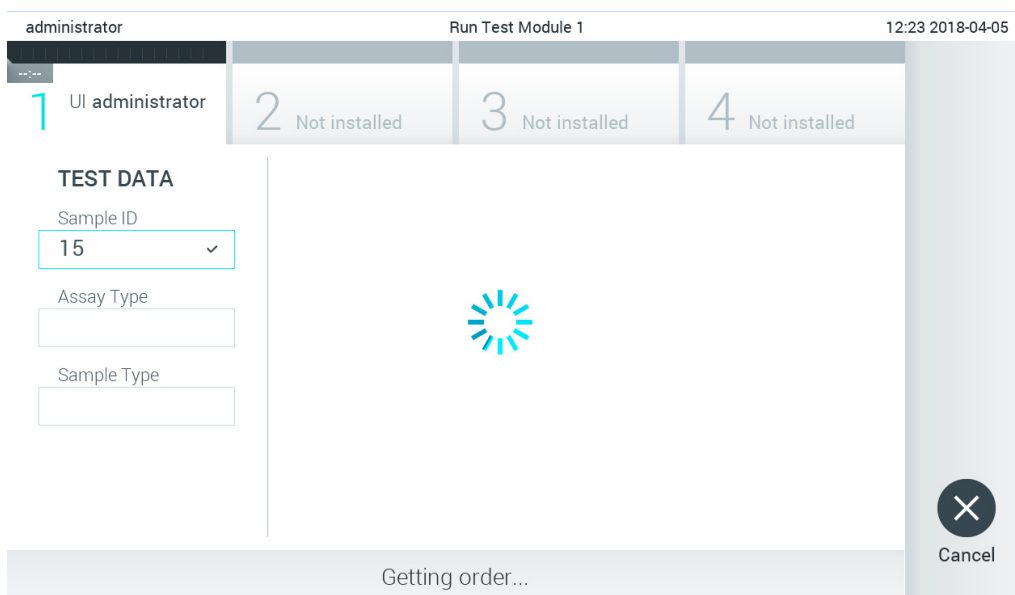 administrator
Run Test Module 1
12:23 2018-04-05
--:--
1 UI administrator
2 Not installed
3 Not installed
4 Not installed
TEST DATA
Sample ID
15
Assay Type
Sample Type
Cancel
Getting order...